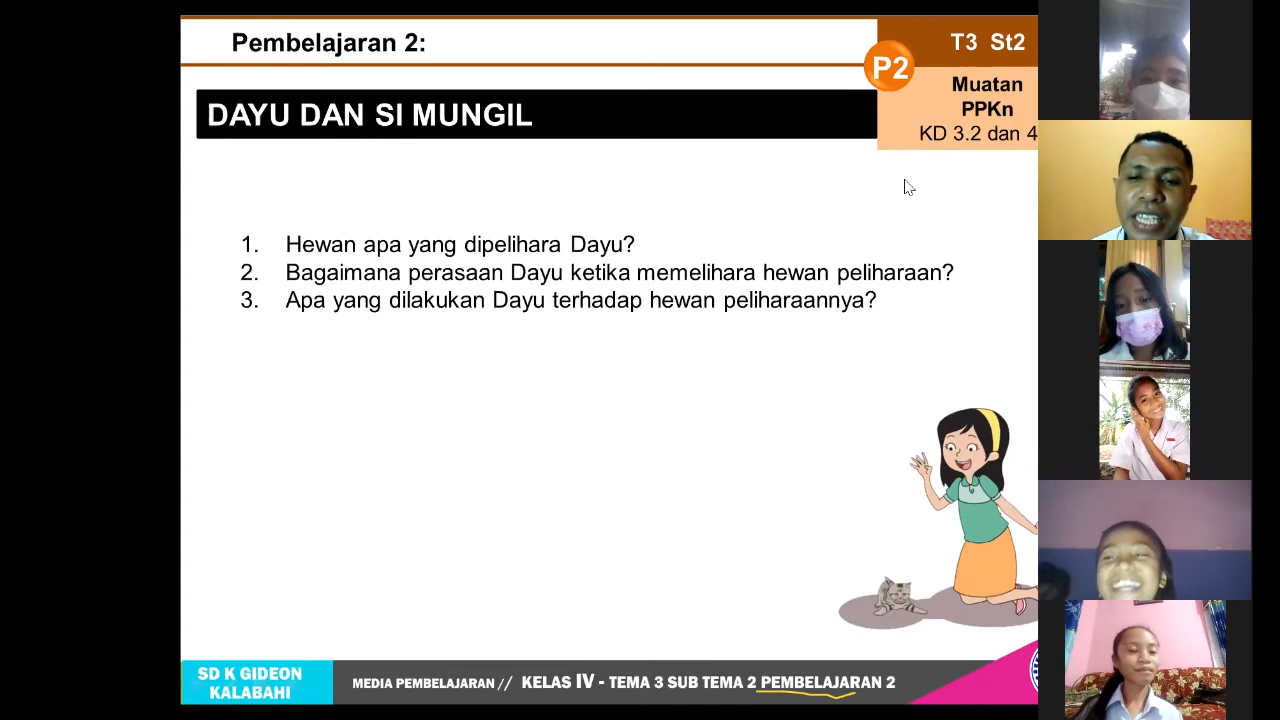 Pembelajaran 2:
T3 St2
P2
Muatan
PPKn
KD 3.2 dan 4
DAYU DAN SI MUNGIL
1. Hewan apa yang dipelihara Dayu?
2. Bagaimana perasaan Dayu ketika memelihara hewan peliharaan?
3. Apa yang dilakukan Dayu terhadap hewan peliharaannya?
SD K GIDEON
KALABAHI
MEDIA PEMBELAJARAN // KELAS IV - TEMA 3 SUB TEMA 2 PEMBELAJARAN 2